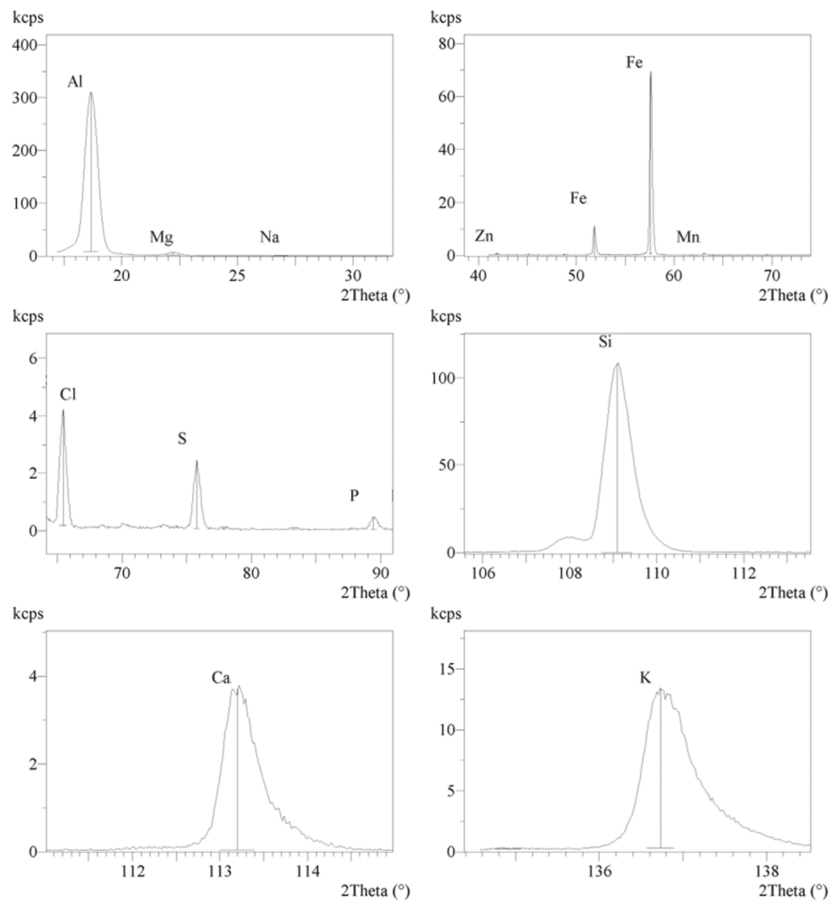 kcps
400
Al
300
200
100
Mg
Na
0
20
25
30
2Theta (°)
kcps
80
Fe
60
40
Fe
20
Zn
Mn
0
40
50
60
70
2Theta (°)
kcps
6
Cl
4
S
2
P
0
70
80
90
2Theta (°)
kcps
Si
100
50
0
106
108
110
112
2Theta (°)
kcps
4
Ca
2
0
112
113
114
2Theta (°)
kcps
15
K
10
5
0
136
138
2Theta (°)